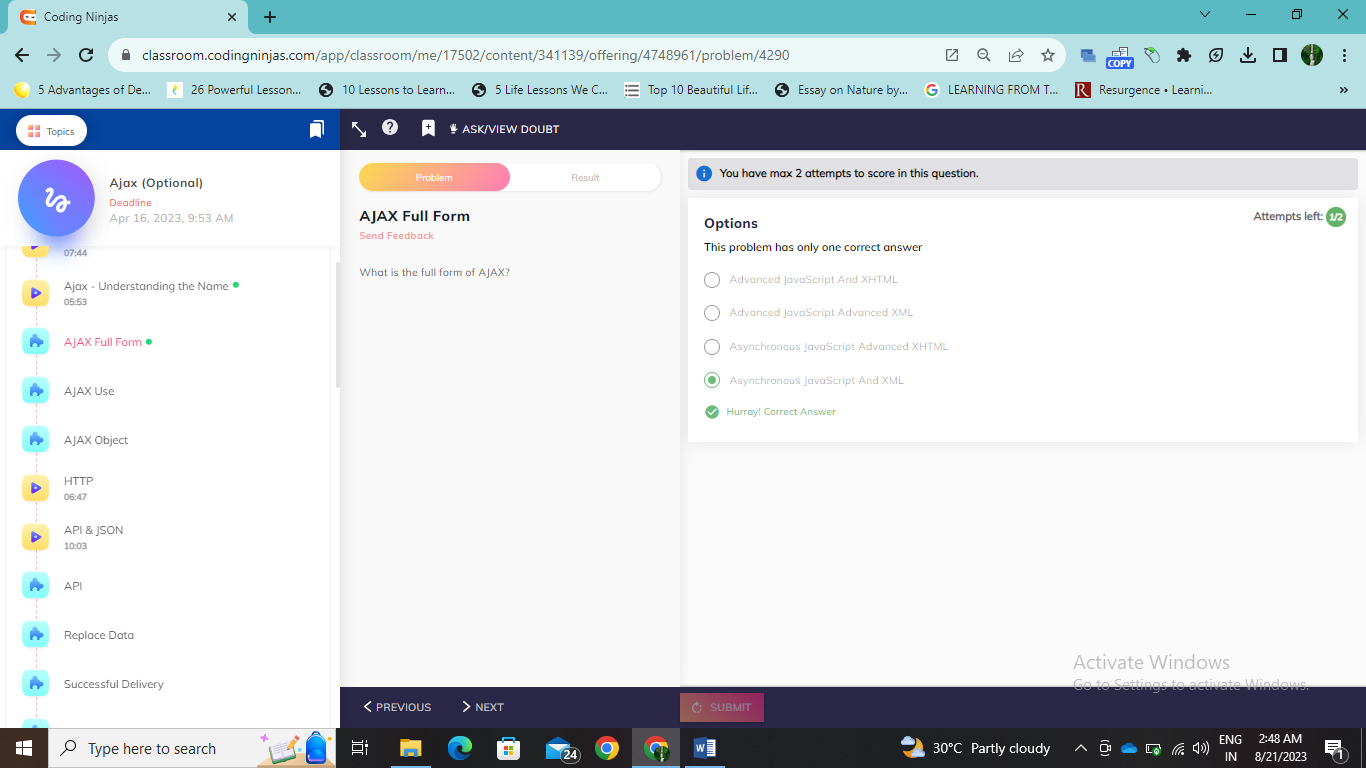 Coding Ninjas
classroom.codingninjas.com/app/classroom/me/17502/content/341139/offering/4748961/problem/4290
COPY
5 Advantages of De...
26 Powerful Lesson...
10 Lessons to Learn...
5 Life Lessons We C...
Top 10 Beautiful Lif...
Essay on Nature by...
LEARNING FROM T...
Resurgence • Learni...
»
Topics
ASK/VIEW DOUBT
Ajax (Optional)
Deadline
Apr 16, 2023, 9:53 AM
07:44
Ajax - Understanding the Name
05:53
AJAX Full Form
AJAX Use
AJAX Object
HTTP
06:47
API & JSON
10:03
API
Replace Data
Successful Delivery
Problem
Result
AJAX Full Form
Send Feedback
What is the full form of AJAX?
You have max 2 attempts to score in this question.
Options
Attempts left: 1/2
This problem has only one correct answer
Advanced JavaScript And XHTML
Advanced JavaScript Advanced XML
Asynchronous JavaScript Advanced XHTML
Asynchronous JavaScript And XML
Hurray! Correct Answer
Activate Windows
Go to Settings to activate Windows.
PREVIOUS
NEXT
SUBMIT
Type here to search
24
30°C Partly cloudy
ENG
IN
2:48 AM
8/21/2023
1